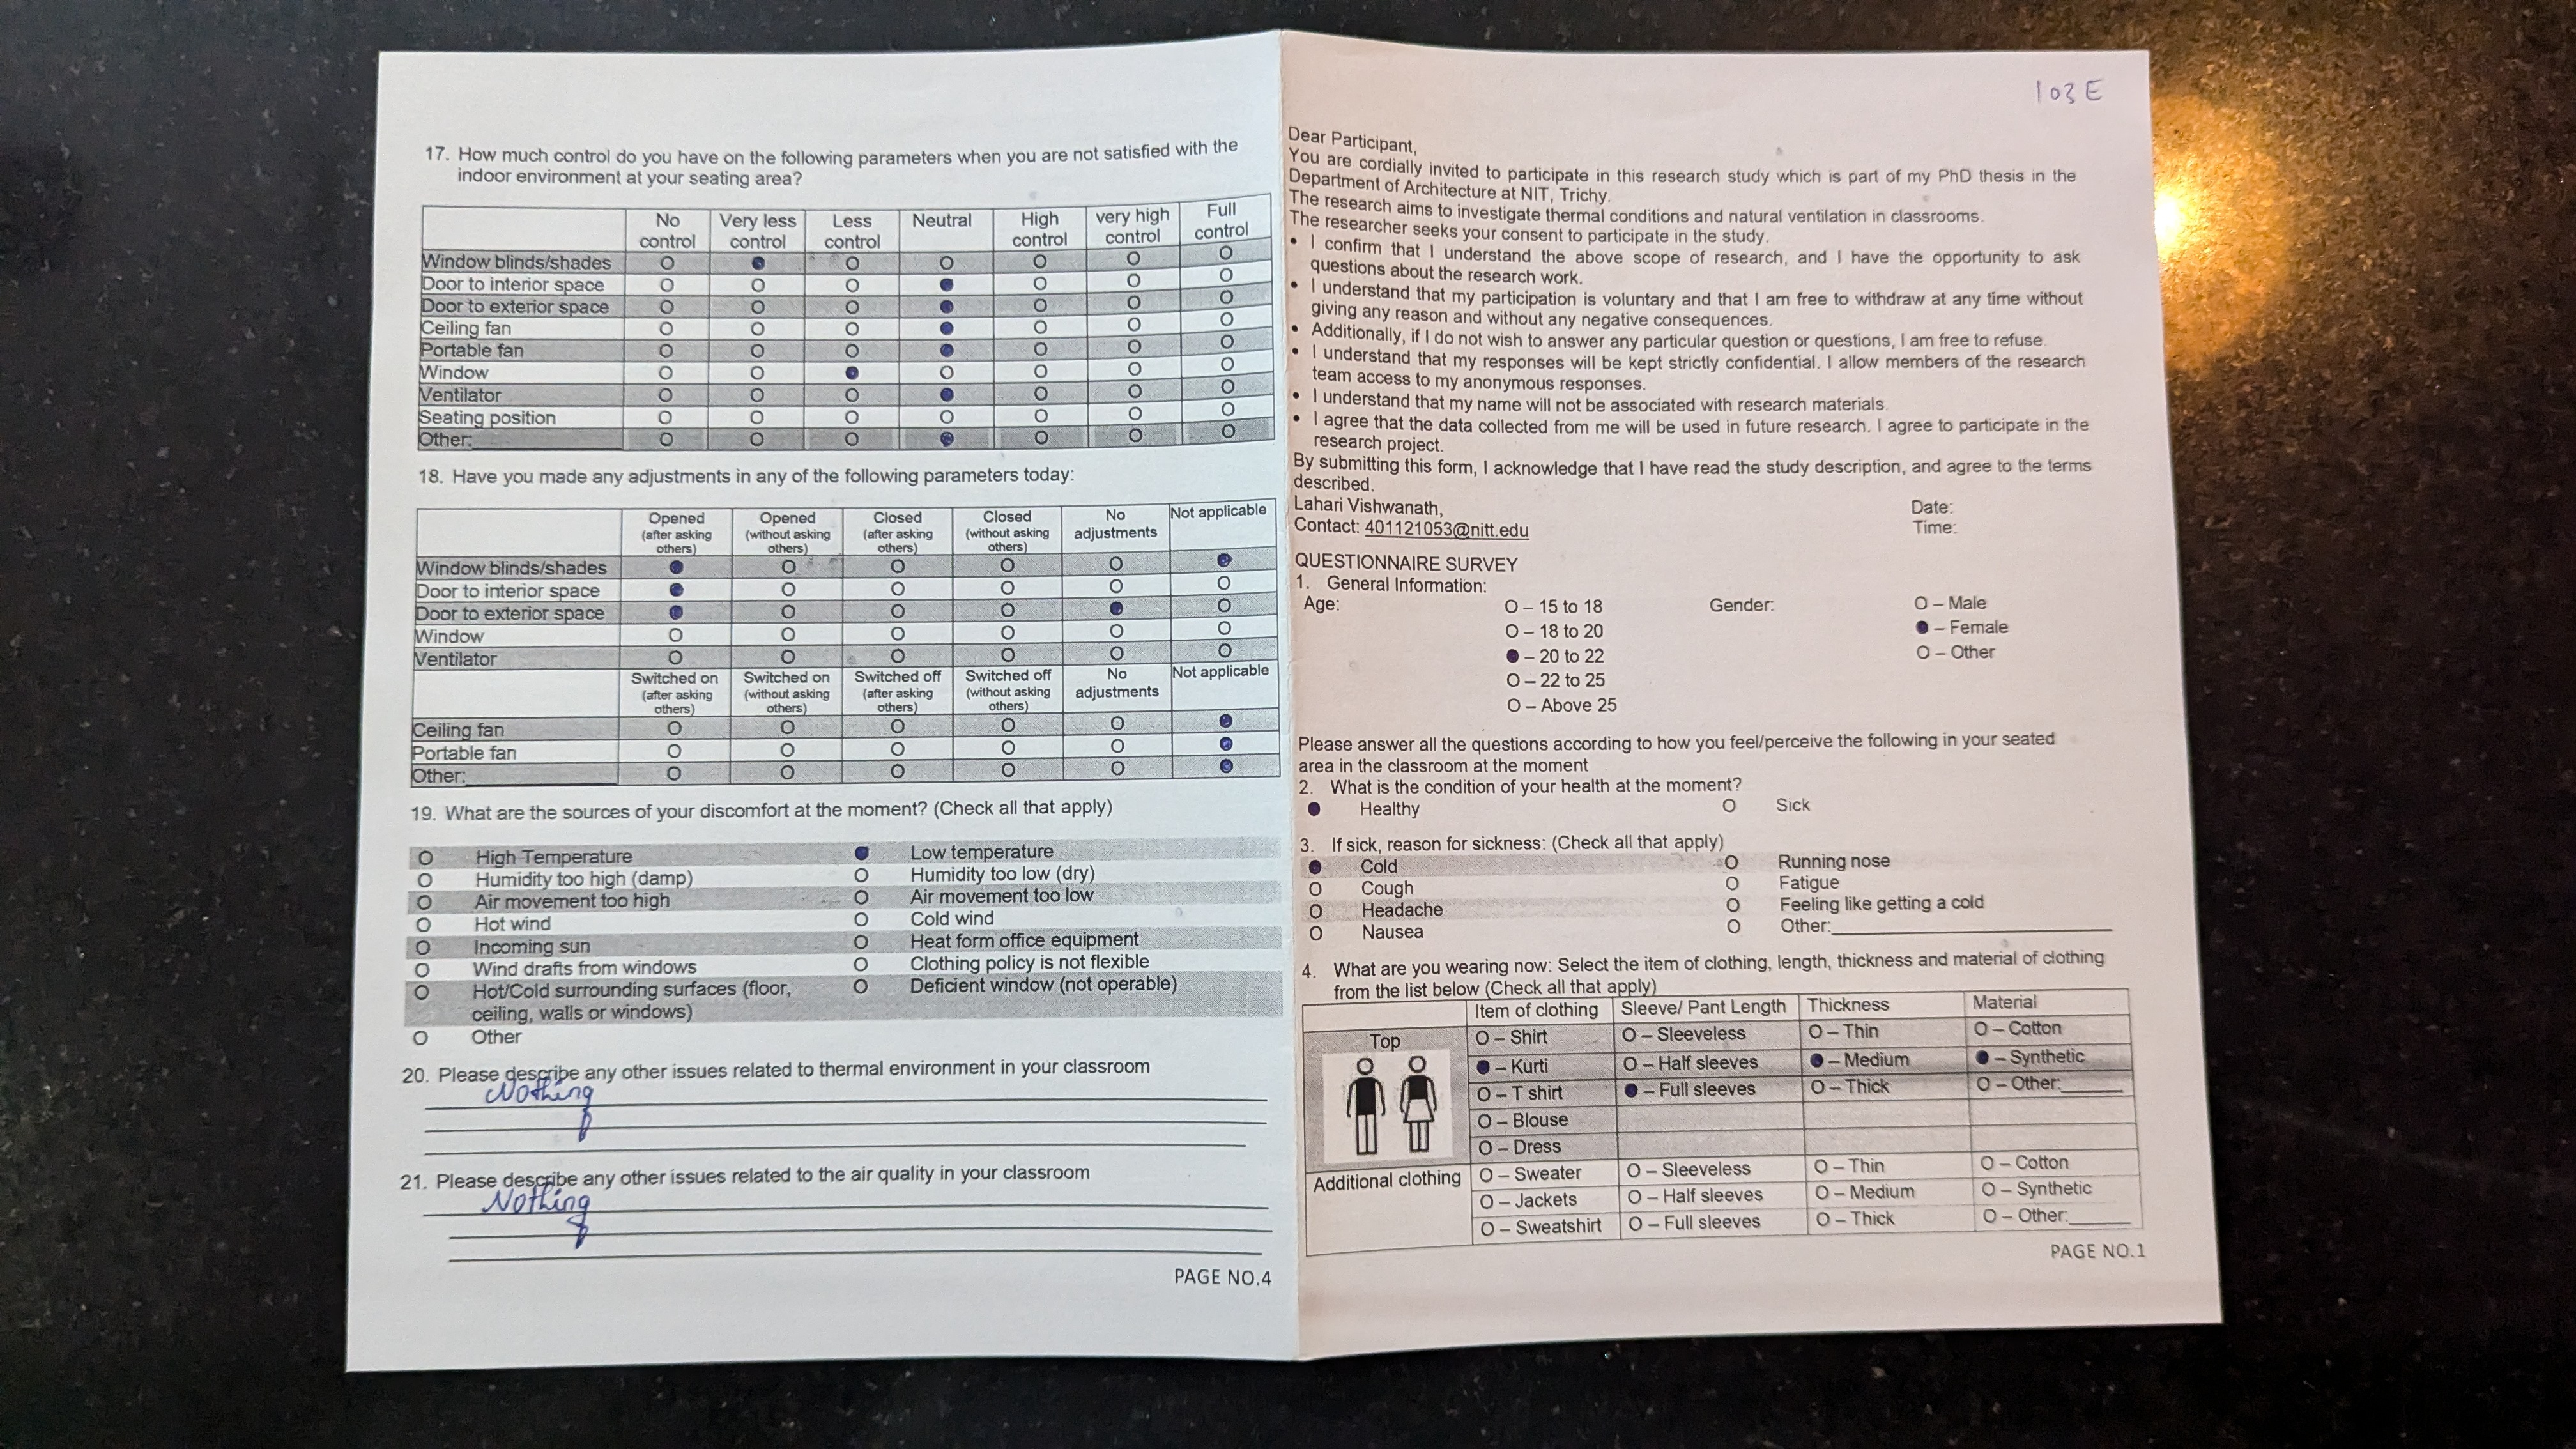 17. How much control do you have on the following parameters when you are not satisfied with the
indoor environment at your seating area?
No control Very less control Less control Neutral High control very high control Full control
Window blinds/shades O ● O O O O O
Door to interior space O O O ● O O O
Door to exterior space O O O ● O O O
Ceiling fan O O O ● O O O
Portable fan O O O ● O O O
Window O O ● O O O O
Ventilator O O O ● O O O
Seating position O O O O O O O
Other:______ O O O ● O O O
18. Have you made any adjustments in any of the following parameters today:
Opened (after asking others) Opened (without asking others) Closed (after asking others) Closed (without asking others) No adjustments Not applicable
Window blinds/shades ● O O O O ●
Door to interior space ● O O O O O
Door to exterior space ● O O O ● O
Window O O O O O O
Ventilator O O O O O O
Switched on (after asking others) Switched on (without asking others) Switched off (after asking others) Switched off (without asking others) No adjustments Not applicable
Ceiling fan O O O O O ●
Portable fan O O O O O ●
Other:______ O O O O O ●
19. What are the sources of your discomfort at the moment? (Check all that apply)
O High Temperature ● Low temperature
O Humidity too high (damp) O Humidity too low (dry)
O Air movement too high O Air movement too low
O Hot wind O Cold wind
O Incoming sun O Heat form office equipment
O Wind drafts from windows O Clothing policy is not flexible
O Hot/Cold surrounding surfaces (floor, O Deficient window (not operable)
ceiling, walls or windows)
O Other
20. Please describe any other issues related to thermal environment in your classroom
Nothing
21. Please describe any other issues related to the air quality in your classroom
Nothing
PAGE NO.4
103E
Dear Participant,
You are cordially invited to participate in this research study which is part of my PhD thesis in the
Department of Architecture at NIT, Trichy.
The research aims to investigate thermal conditions and natural ventilation in classrooms.
The researcher seeks your consent to participate in the study.
• I confirm that I understand the above scope of research, and I have the opportunity to ask
questions about the research work.
• I understand that my participation is voluntary and that I am free to withdraw at any time without
giving any reason and without any negative consequences.
• Additionally, if I do not wish to answer any particular question or questions, I am free to refuse.
• I understand that my responses will be kept strictly confidential. I allow members of the research
team access to my anonymous responses.
• I understand that my name will not be associated with research materials.
• I agree that the data collected from me will be used in future research. I agree to participate in the
research project.
By submitting this form, I acknowledge that I have read the study description, and agree to the terms
described.
Lahari Vishwanath, Date:
Contact: 401121053@nitt.edu Time:
QUESTIONNAIRE SURVEY
1. General Information:
Age: O – 15 to 18 Gender: O – Male
O – 18 to 20 ● – Female
● – 20 to 22 O – Other
O – 22 to 25
O – Above 25
Please answer all the questions according to how you feel/perceive the following in your seated
area in the classroom at the moment
2. What is the condition of your health at the moment?
● Healthy O Sick
3. If sick, reason for sickness: (Check all that apply)
● Cold O Running nose
O Cough O Fatigue
O Headache O Feeling like getting a cold
O Nausea O Other:______
4. What are you wearing now: Select the item of clothing, length, thickness and material of clothing
from the list below (Check all that apply)
Item of clothing Sleeve/ Pant Length Thickness Material
Top O – Shirt O – Sleeveless O – Thin O – Cotton
● – Kurti O – Half sleeves ● – Medium ● – Synthetic
O – T shirt ● – Full sleeves O – Thick O – Other:______
O – Blouse
O – Dress
Additional clothing O – Sweater O – Sleeveless O – Thin O – Cotton
O – Jackets O – Half sleeves O – Medium O – Synthetic
O – Sweatshirt O – Full sleeves O – Thick O – Other:______
PAGE NO.1